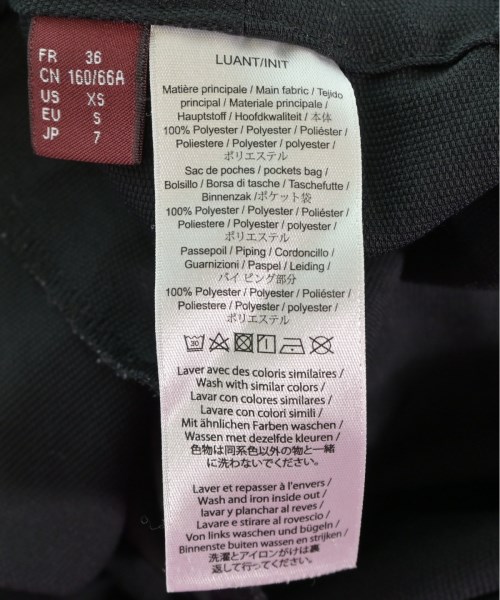 FR 36
CN 160/66A
US XS
EU S
JP 7
LUANT/INIT
Matière principale / Main fabric / Tejido
principal / Materiale principale /
Hauptstoff / Hoofdkwaliteit / 本体
100% Polyester / Polyester / Poliéster /
Poliestere / Polyester / polyester /
ポリエステル
Sac de poches / pockets bag /
Bolsillo / Borsa di tasche / Taschefutter /
Binnenzak /ポケット袋
100% Polyester / Polyester / Poliéster /
Poliestere / Polyester / polyester /
ポリエステル
Passepoil / Piping / Cordoncillo /
Guarnizioni / Paspel / Leiding /
パイピング部分
100% Polyester / Polyester / Poliéster /
Poliestere / Polyester / polyester /
ポリエステル
30
Laver avec des coloris similaires /
Wash with similar colors /
Lavar con colores similares /
Lavare con colori simili /
Mit ähnlichen Farben waschen /
Wassen met dezelfde kleuren /
色物は同系色以外の物と一緒
に洗わないでください。
Laver et repasser à l'envers /
Wash and iron inside out /
lavar y planchar al reves /
Lavare e stirare al rovescio /
Von links waschen und bügeln /
Binnenste buiten wassen en strijken /
洗濯とアイロンがけは裏
返して行ってください。